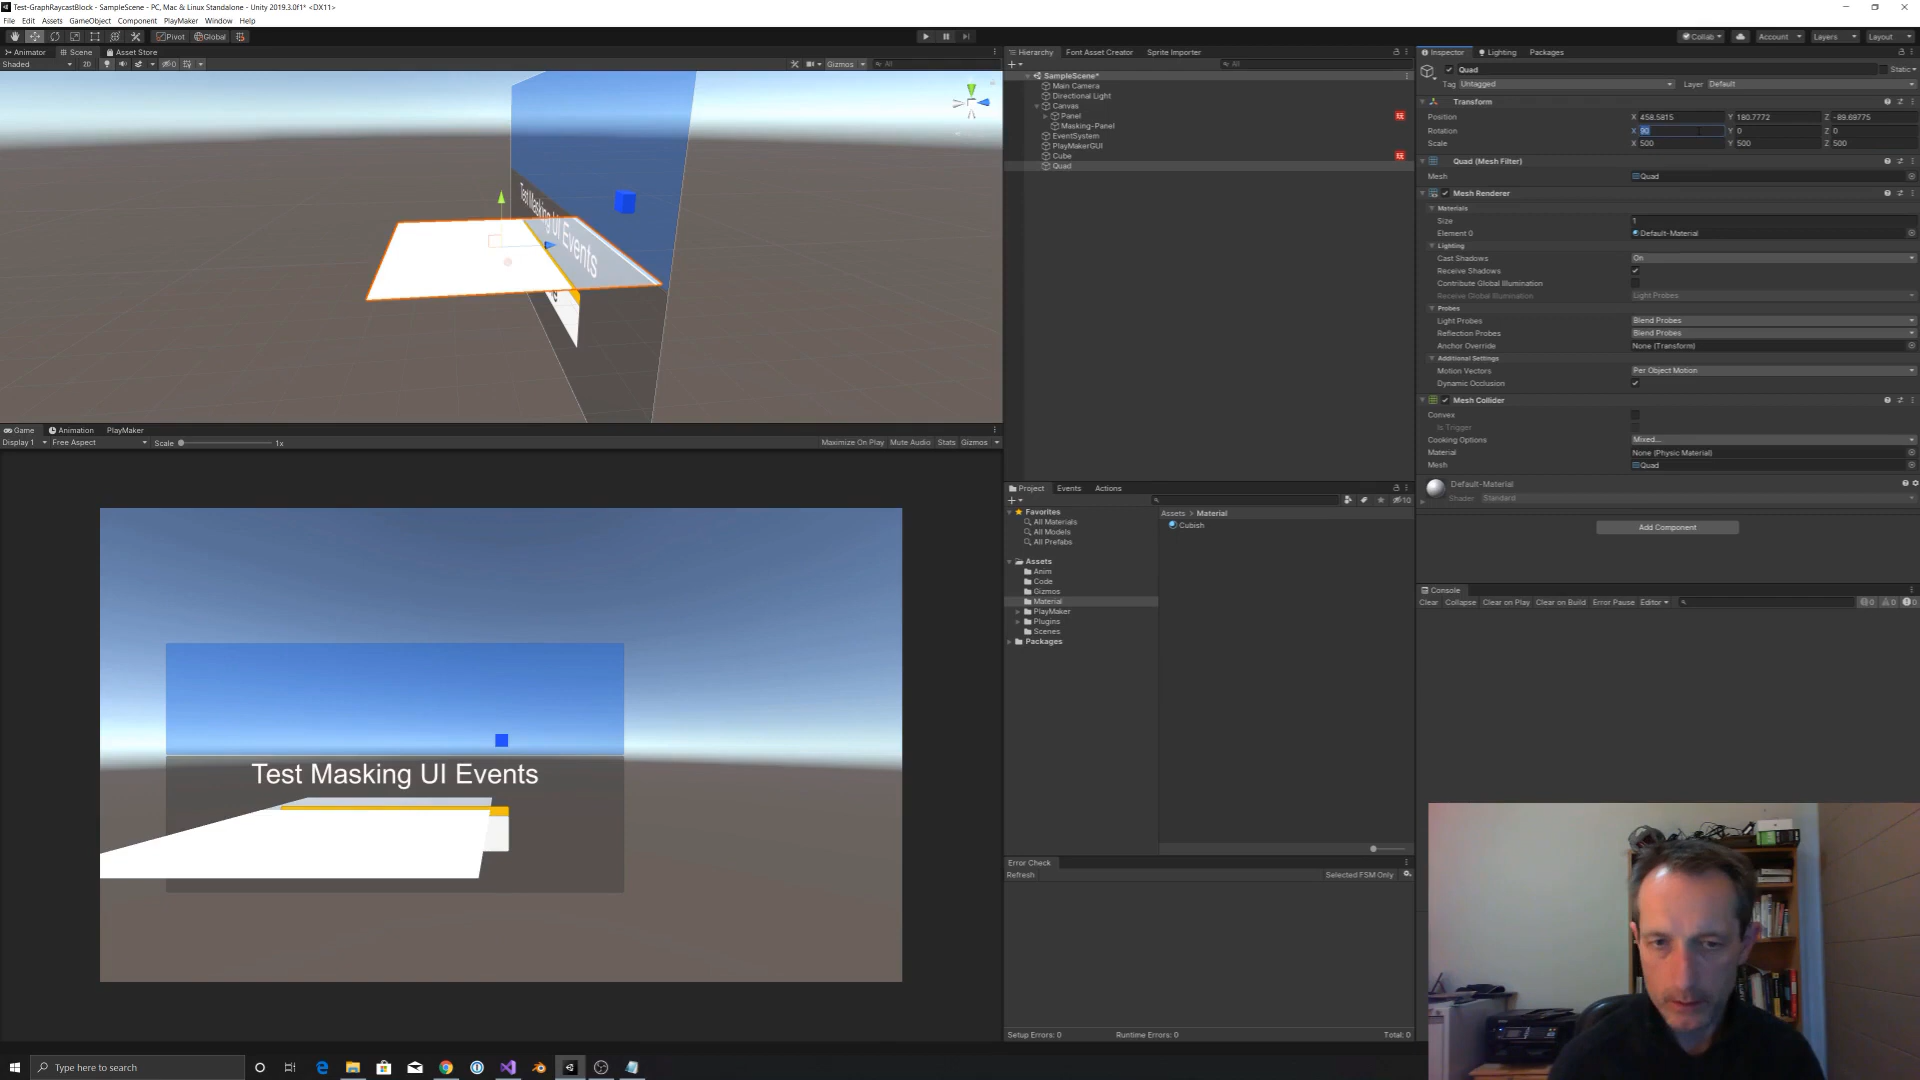 Test-GraphRaycastBlock - SampleScene - PC, Mac & Linux Standalone - Unity 2019.3.0f1* <DX11>
File Edit Assets GameObject Component PlayMaker Window Help
Pivot Global
Collab Account Layers Layout
Animator Scene Asset Store
Shaded 2D 0 Gizmos All
Test Masking UI Events
Game Animation PlayMaker
Display 1 Free Aspect Scale 1x Maximize On Play Mute Audio Stats Gizmos
Test Masking UI Events
Hierarchy Font Asset Creator Sprite Importer
All
SampleScene*
Main Camera
Directional Light
Canvas
Panel
Masking-Panel
EventSystem
PlayMakerGUI
Cube
Quad
Project Events Actions
10
Favorites
All Materials
All Models
All Prefabs
Assets
Anim
Code
Gizmos
Material
PlayMaker
Plugins
Scenes
Packages
Assets > Material
Cubish
Error Check
Refresh Selected FSM Only
Setup Errors: 0 Runtime Errors: 0 Total: 0
Inspector Lighting Packages
Quad Static
Tag Untagged Layer Default
Transform
Position X 458.5815 Y 180.7772 Z -89.69775
Rotation X 90 Y 0 Z 0
Scale X 500 Y 500 Z 500
Quad (Mesh Filter)
Mesh Quad
Mesh Renderer
Materials
Size 1
Element 0 Default-Material
Lighting
Cast Shadows On
Receive Shadows
Contribute Global Illumination
Receive Global Illumination Light Probes
Probes
Light Probes Blend Probes
Reflection Probes Blend Probes
Anchor Override None (Transform)
Additional Settings
Motion Vectors Per Object Motion
Dynamic Occlusion
Mesh Collider
Convex
Is Trigger
Cooking Options Mixed...
Material None (Physic Material)
Mesh Quad
Default-Material
Shader Standard
Add Component
Console
Clear Collapse Clear on Play Clear on Build Error Pause Editor 0 0 0
Type here to search